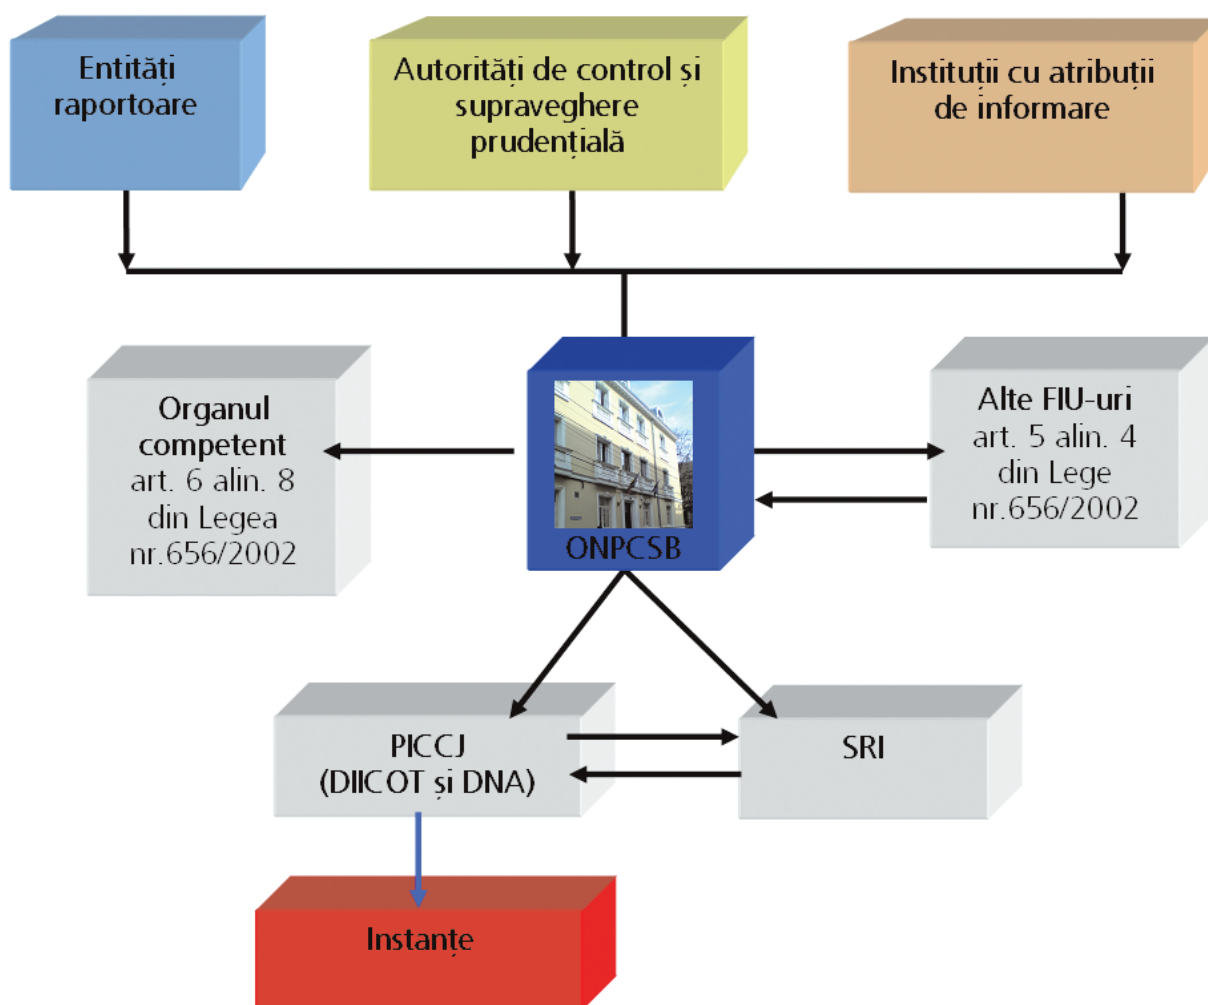 Entități
raportoare
Autorități de control și
supraveghere
prudențială
Instituții cu atribuții
de informare
Organul
competent
art. 6 alin. 8
din Legea
nr.656/2002
ONPCSB
Alte FIU-uri
art. 5 alin. 4
din Lege
nr.656/2002
PICCJ
(DIICOT și DNA)
SRI
Instanțe